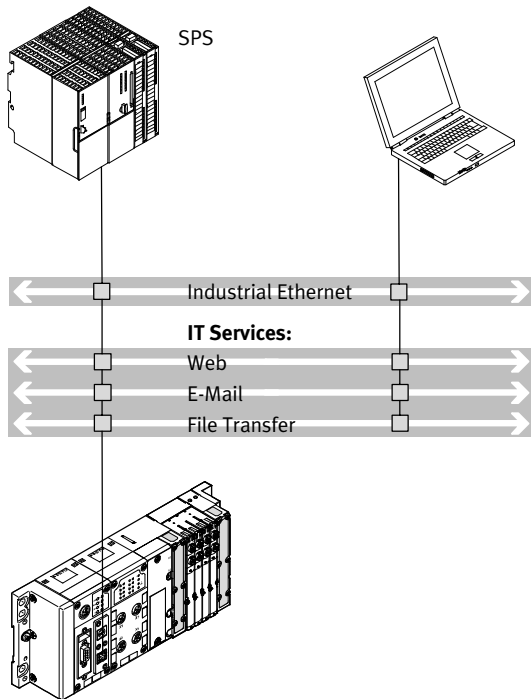 SPS
Industrial Ethernet
IT Services:
Web
E-Mail
File Transfer